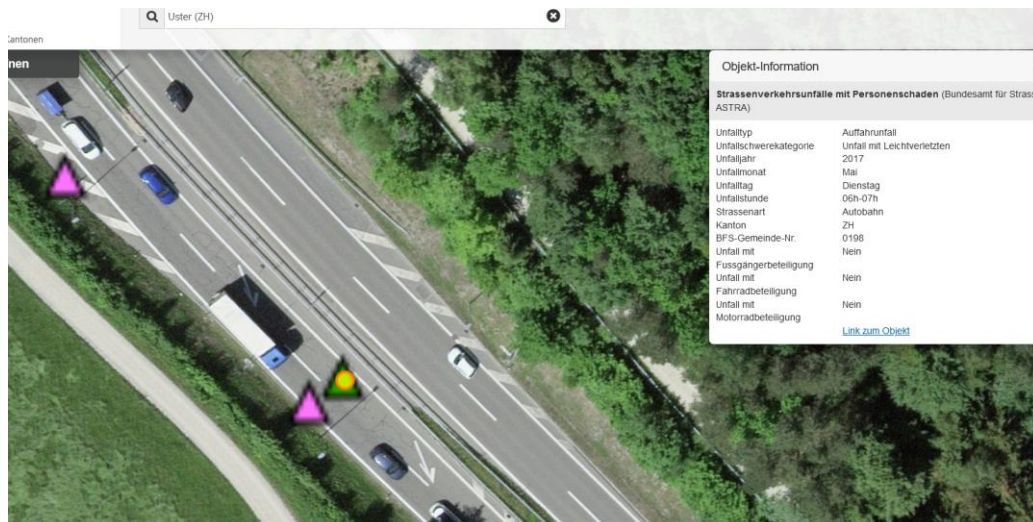 Uster (ZH)
Kantonen
nen
Objekt-Information
Strassenverkehrsunfälle mit Personenschaden (Bundesamt für Strass
ASTRA)
Unfalltyp Auffahrunfall
Unfallschwerekategorie Unfall mit Leichtverletzten
Unfalljahr 2017
Unfallmonat Mai
Unfalltag Dienstag
Unfallstunde 06h-07h
Strassenart Autobahn
Kanton ZH
BFS-Gemeinde-Nr. 0198
Unfall mit Nein
Fussgängerbeteiligung
Unfall mit Nein
Fahrradbeteiligung
Unfall mit Nein
Motorradbeteiligung
Link zum Objekt